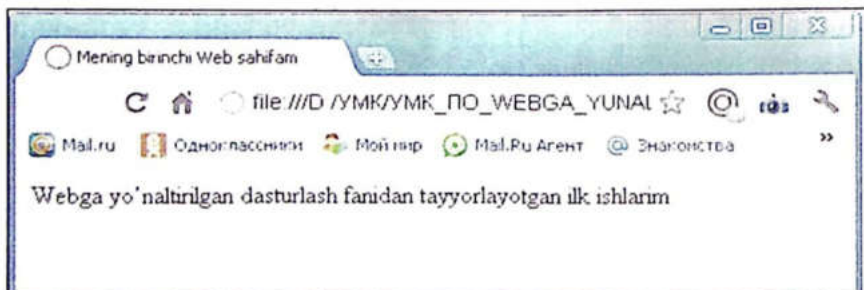 Mening birinchi Web sahifam
file:///D:/УМК/УМК_ПО_WEBGA_YUNAL
Mail.ru Одноклассники Мой мир Mail.Ru Агент Знакомства »
Webga yo'naltirilgan dasturlash fanidan tayyorlayotgan ilk ishlarim